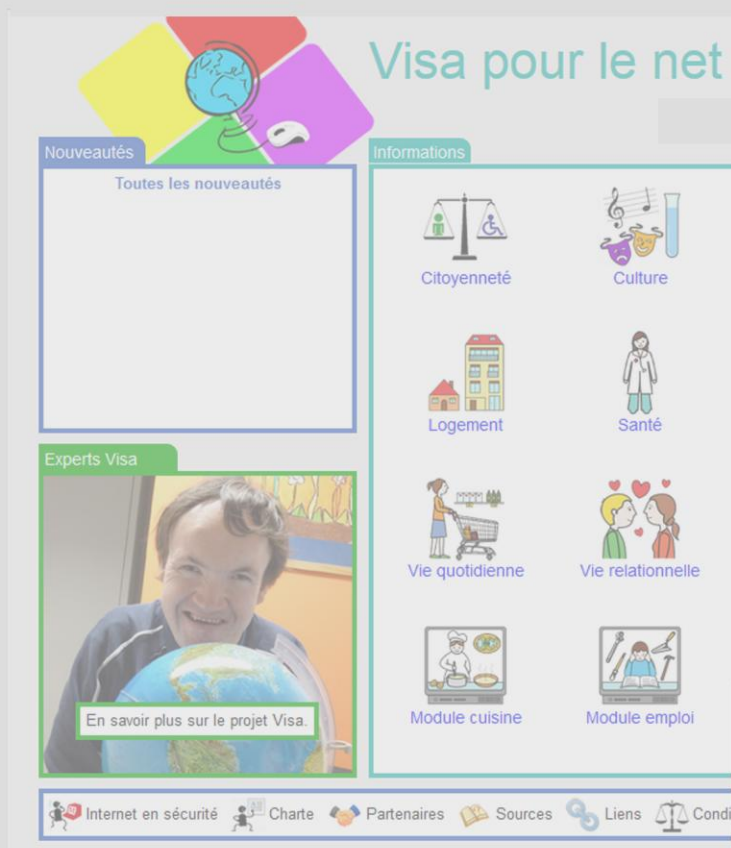 Visa pour le net
Nouveautés
Toutes les nouveautés
Informations
Citoyenneté
Culture
Logement
Santé
Vie quotidienne
Vie relationnelle
Module cuisine
Module emploi
Experts Visa
En savoir plus sur le projet Visa.
Internet en sécurité
Charte
Partenaires
Sources
Liens
Condi